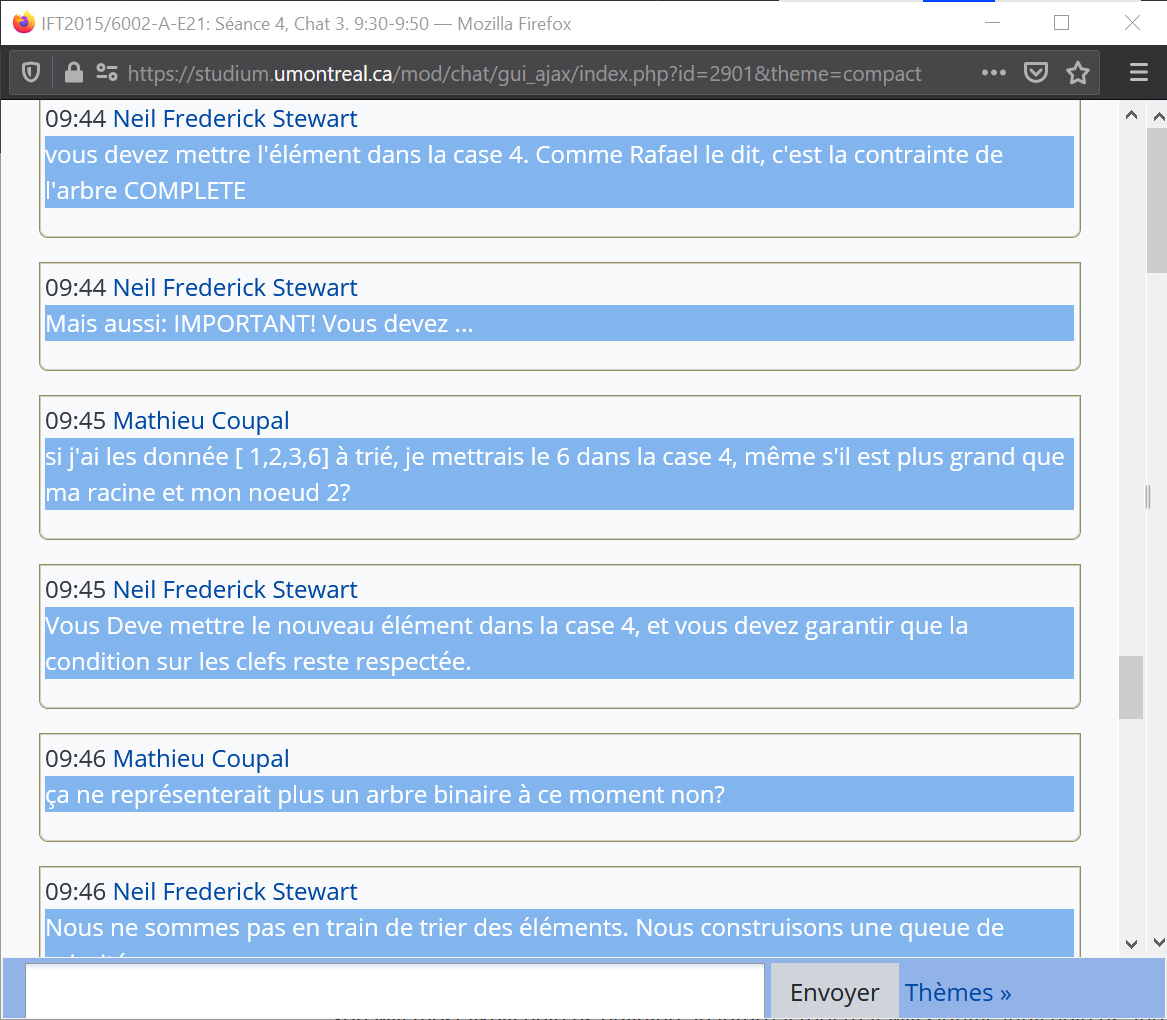 IFT2015/6002-A-E21: Séance 4, Chat 3. 9:30-9:50 — Mozilla Firefox
https://studium.umontreal.ca/mod/chat/gui_ajax/index.php?id=2901&theme=compact
09:44 Neil Frederick Stewart
vous devez mettre l'élément dans la case 4. Comme Rafael le dit, c'est la contrainte de
l'arbre COMPLETE
09:44 Neil Frederick Stewart
Mais aussi: IMPORTANT! Vous devez ...
09:45 Mathieu Coupal
si j'ai les donnée [ 1,2,3,6] à trié, je mettrais le 6 dans la case 4, même s'il est plus grand que
ma racine et mon noeud 2?
09:45 Neil Frederick Stewart
Vous Deve mettre le nouveau élément dans la case 4, et vous devez garantir que la
condition sur les clefs reste respectée.
09:46 Mathieu Coupal
ça ne représenterait plus un arbre binaire à ce moment non?
09:46 Neil Frederick Stewart
Nous ne sommes pas en train de trier des éléments. Nous construisons une queue de
Envoyer Thèmes »